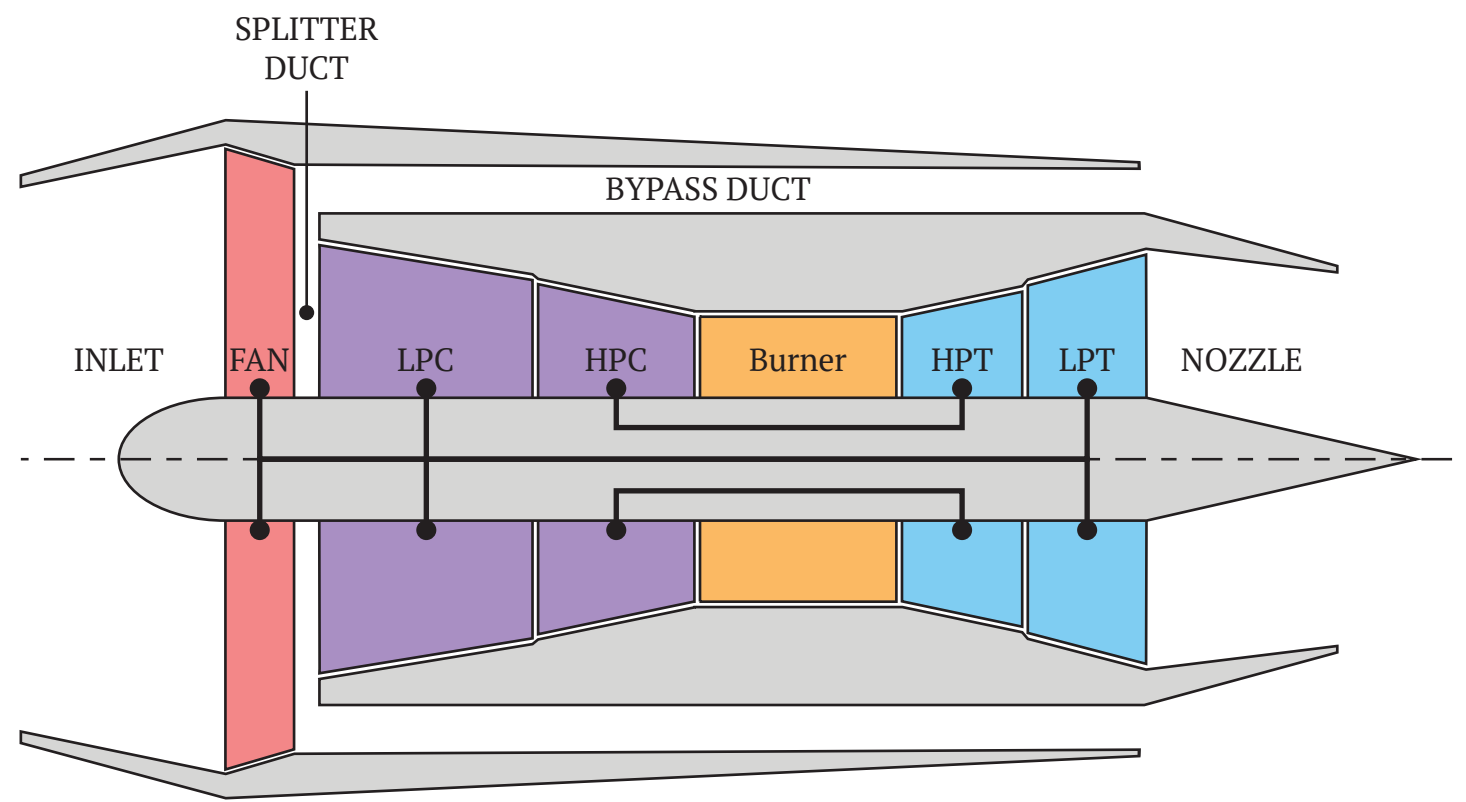 SPLITTER
DUCT
BYPASS DUCT
INLET
FAN
LPC
HPC
Burner
HPT
LPT
NOZZLE